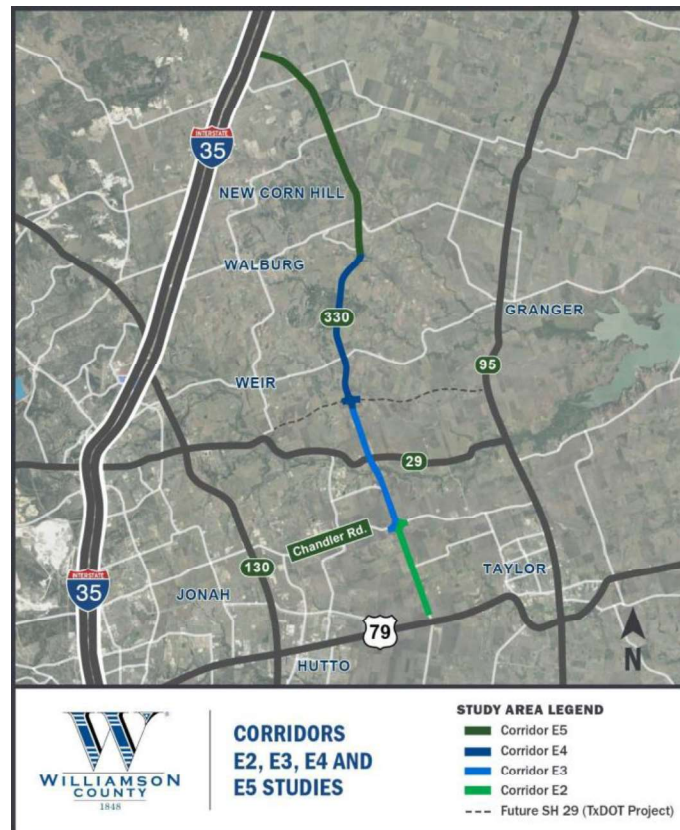 INTERSTATE
35
NEW CORN HILL
WALBURG
330
GRANGER
95
WEIR
29
Chandler Rd.
130
TAYLOR
INTERSTATE
35
JONAH
79
HUTTO
N
WILLIAMSON
COUNTY
1848
CORRIDORS
E2, E3, E4 AND
E5 STUDIES
STUDY AREA LEGEND
Corridor E5
Corridor E4
Corridor E3
Corridor E2
Future SH 29 (TxDOT Project)